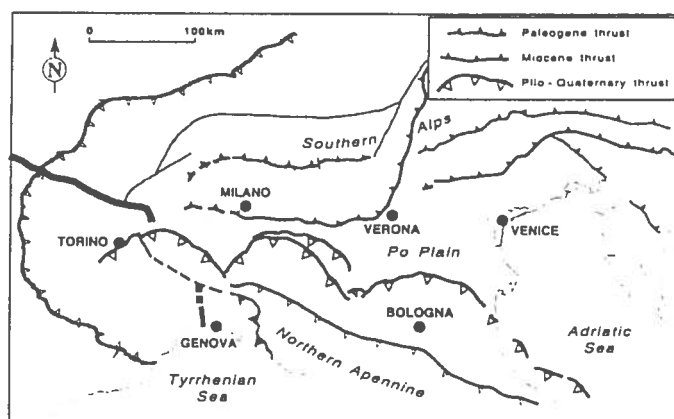 0 100km
N
Paleogene thrust
Miocene thrust
Plio-Quaternary thrust
Southern Alps
MILANO
VERONA
VENICE
TORINO
Po Plain
BOLOGNA
GENOVA
Northern Apennine
Adriatic
Sea
Tyrrhenian
Sea